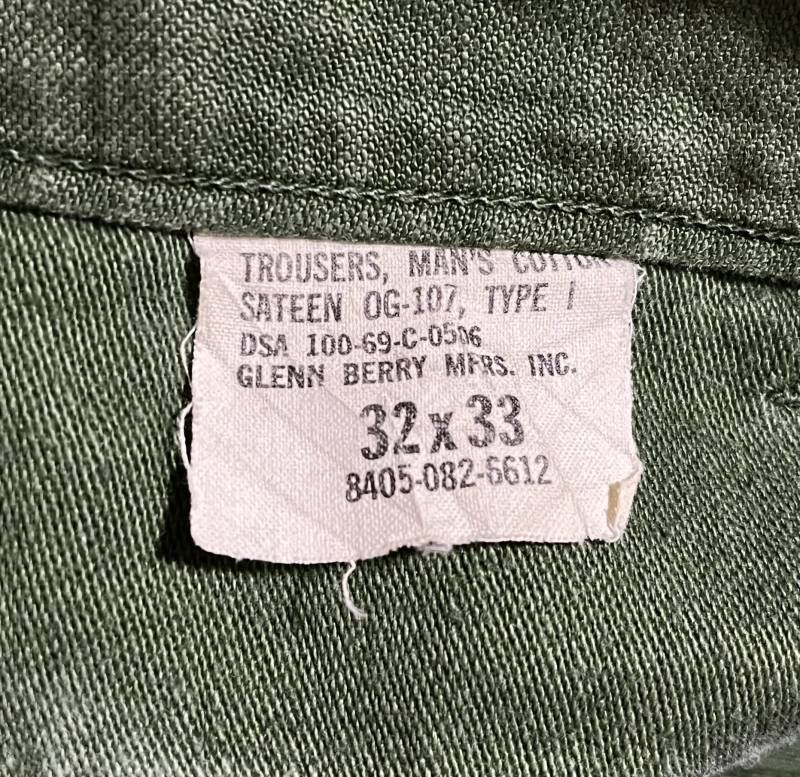 TROUSERS, MAN'S COTTON
SATEEN OG-107, TYPE I
DSA 100-69-C-0506
GLENN BERRY MFRS. INC.
32 x 33
8405-082-6612